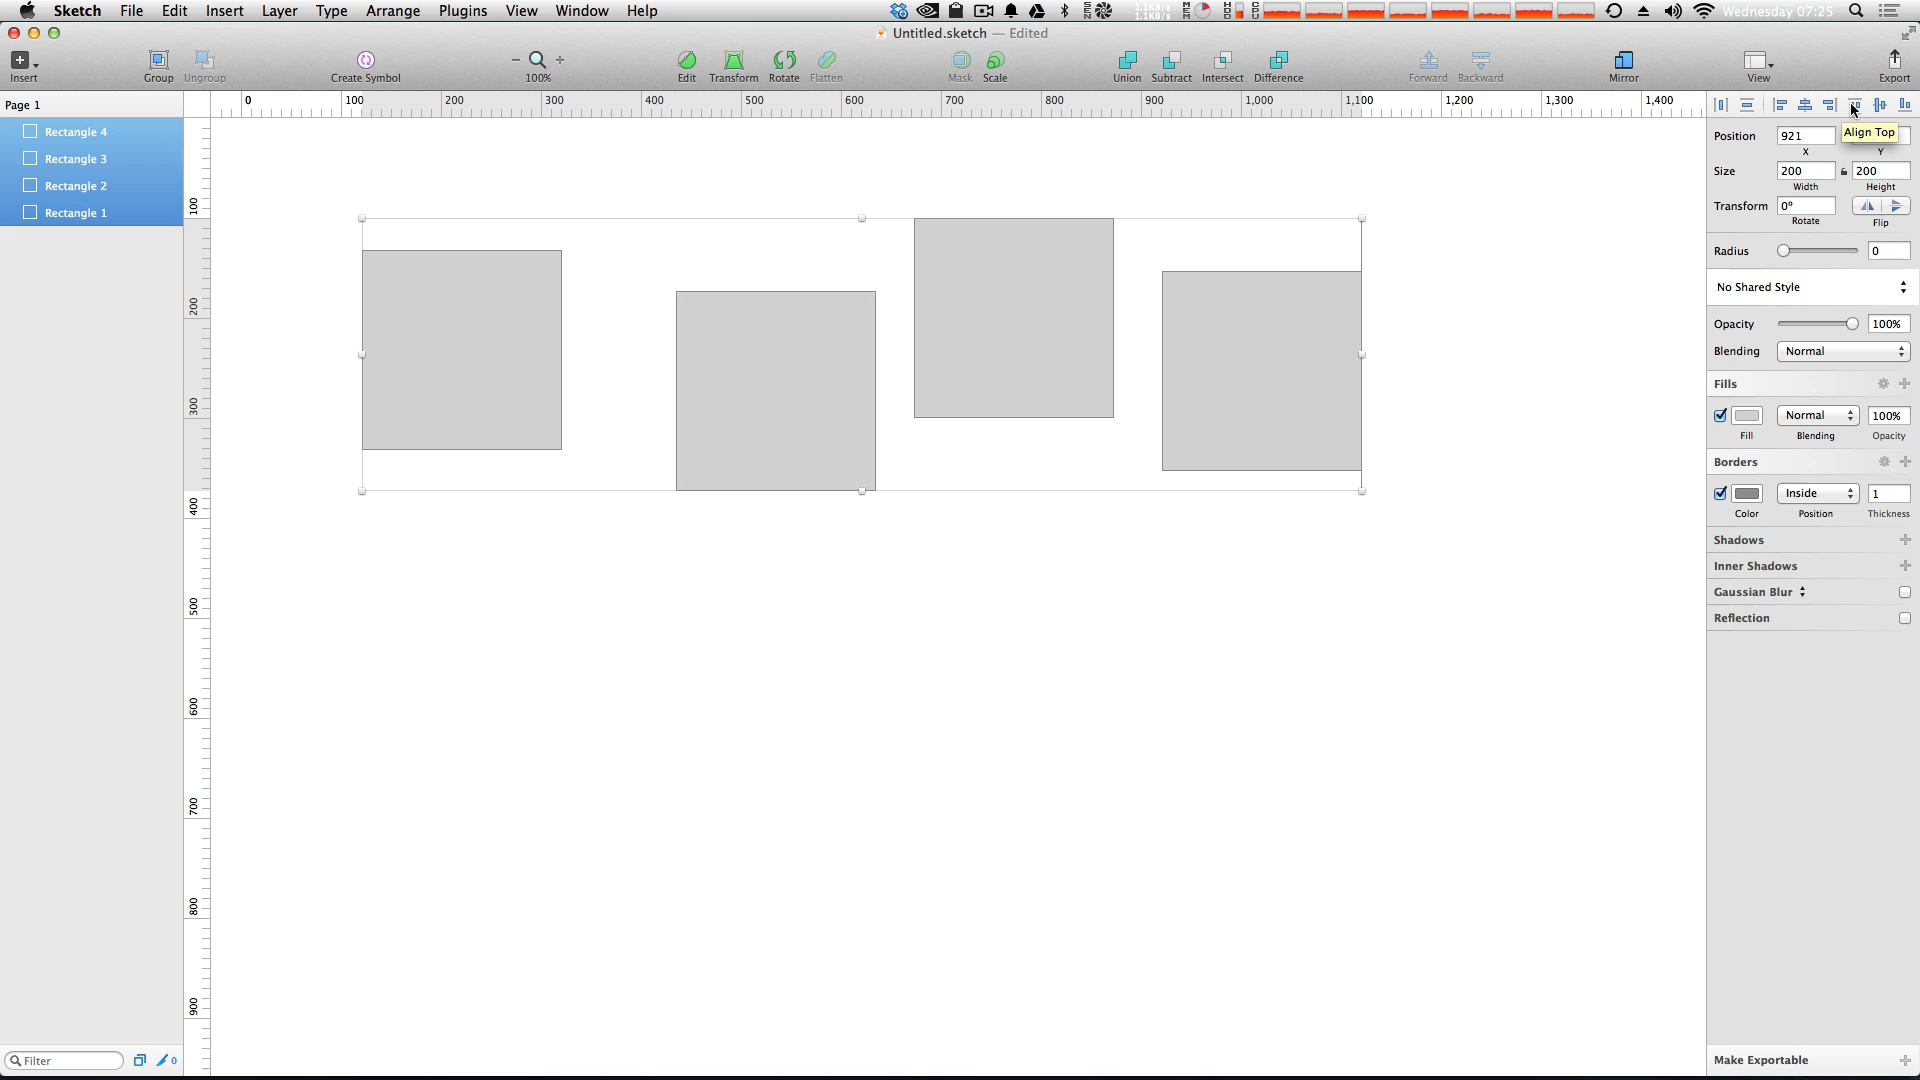 Sketch File Edit Insert Layer Type Arrange Plugins View Window Help Wednesday 07:25
Untitled.sketch — Edited
Insert Group Ungroup Create Symbol 100% Edit Transform Rotate Flatten Mask Scale Union Subtract Intersect Difference Forward Backward Mirror View Export
Page 1
0 100 200 300 400 500 600 700 800 900 1,000 1,100 1,200 1,300 1,400
Rectangle 4
Rectangle 3
Rectangle 2
Rectangle 1
100
200
300
400
500
600
700
800
900
Align Top
Position 921
X Y
Size 200 200
Width Height
Transform 0°
Rotate Flip
Radius 0
No Shared Style
Opacity 100%
Blending Normal
Fills
Normal 100%
Fill Blending Opacity
Borders
Inside 1
Color Position Thickness
Shadows
Inner Shadows
Gaussian Blur
Reflection
Filter 0
Make Exportable